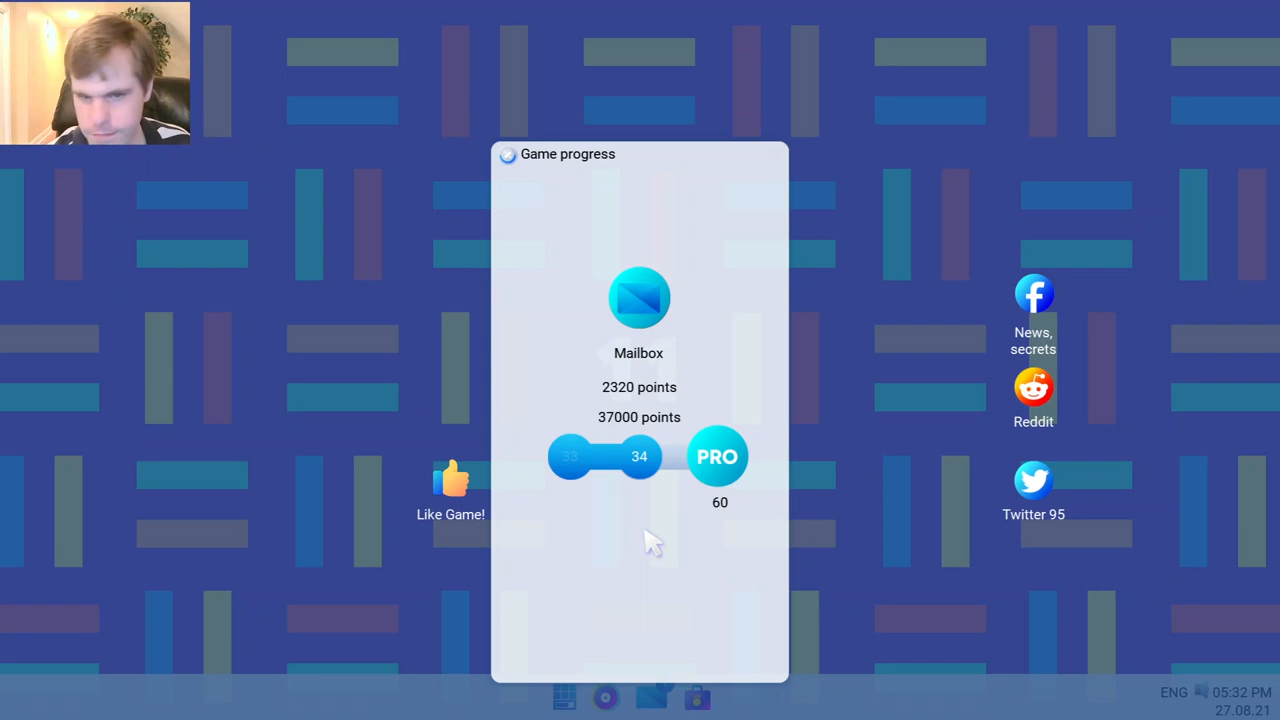 Game progress
Mailbox
2320 points
37000 points
33
34
PRO
60
Like Game!
News,
secrets
Reddit
Twitter 95
ENG
05:32 PM
27.08.21